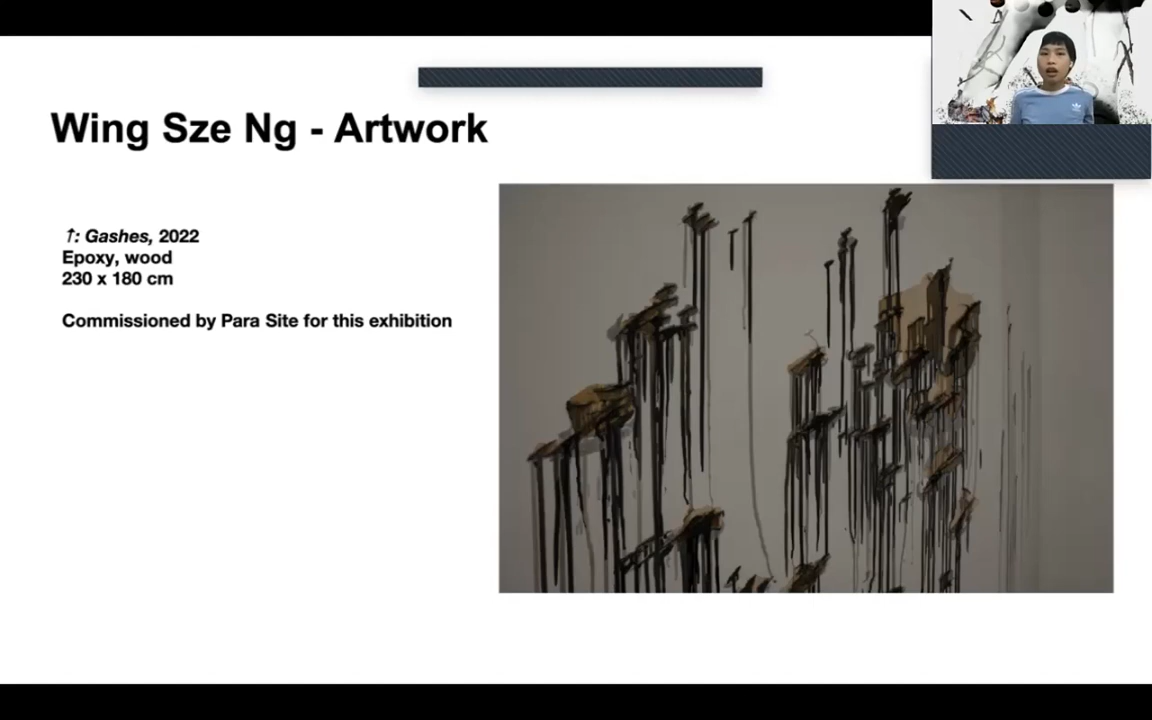 Wing Sze Ng - Artwork
↑: Gashes, 2022
Epoxy, wood
230 x 180 cm
Commissioned by Para Site for this exhibition